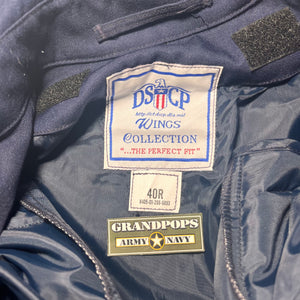 DSCP
Wings
Collection
"...THE PERFECT FIT"
40R
GRANDPOPS
ARMY NAVY